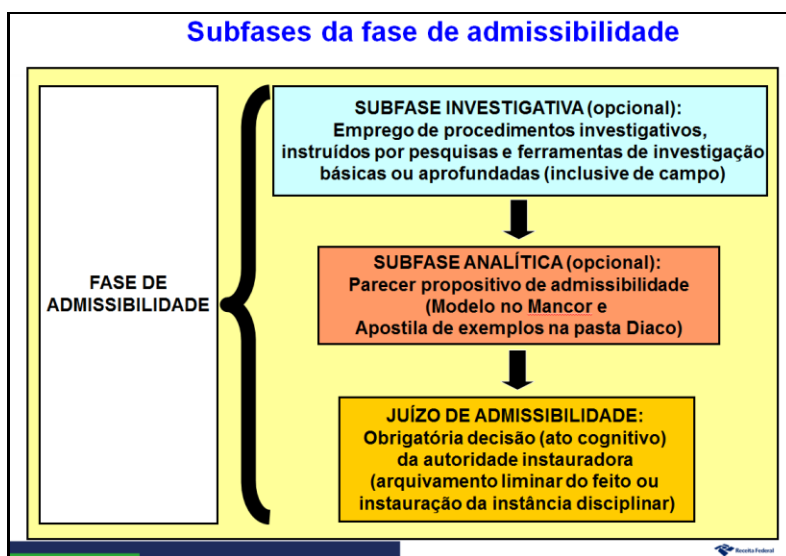 Subfases da fase de admissibilidade
FASE DE
ADMISSIBILIDADE
SUBFASE INVESTIGATIVA (opcional):
Emprego de procedimentos investigativos,
instruídos por pesquisas e ferramentas de investigação
básicas ou aprofundadas (inclusive de campo)
SUBFASE ANALÍTICA (opcional):
Parecer propositivo de admissibilidade
(Modelo no Mancor e
Apostila de exemplos na pasta Diaco)
JUÍZO DE ADMISSIBILIDADE:
Obrigatória decisão (ato cognitivo)
da autoridade instauradora
(arquivamento liminar do feito ou
instauração da instância disciplinar)
Receita Federal